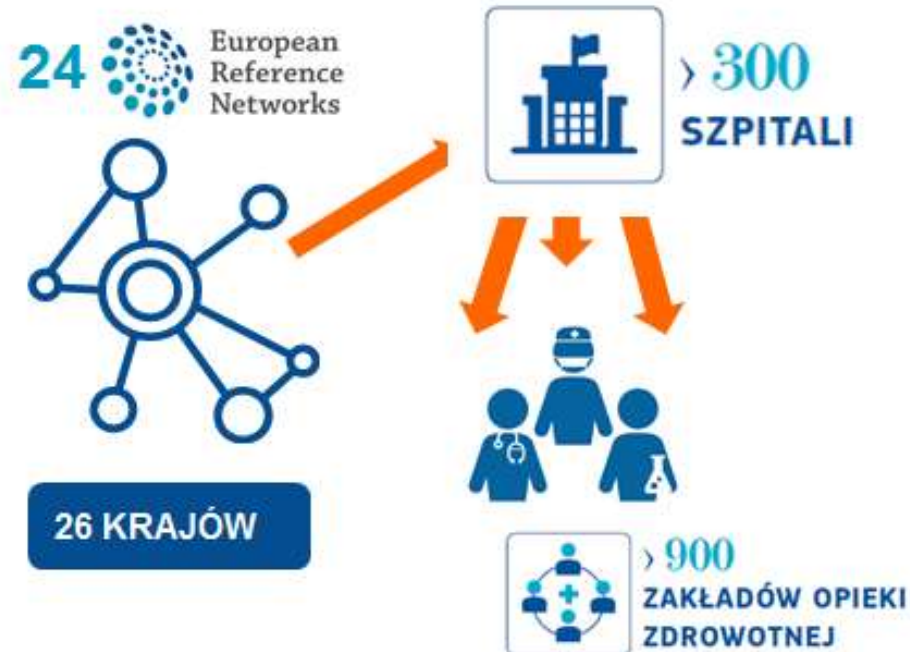 24
European
Reference
Networks
› 300
SZPITALI
26 KRAJÓW
› 900
ZAKŁADÓW OPIEKI
ZDROWOTNEJ